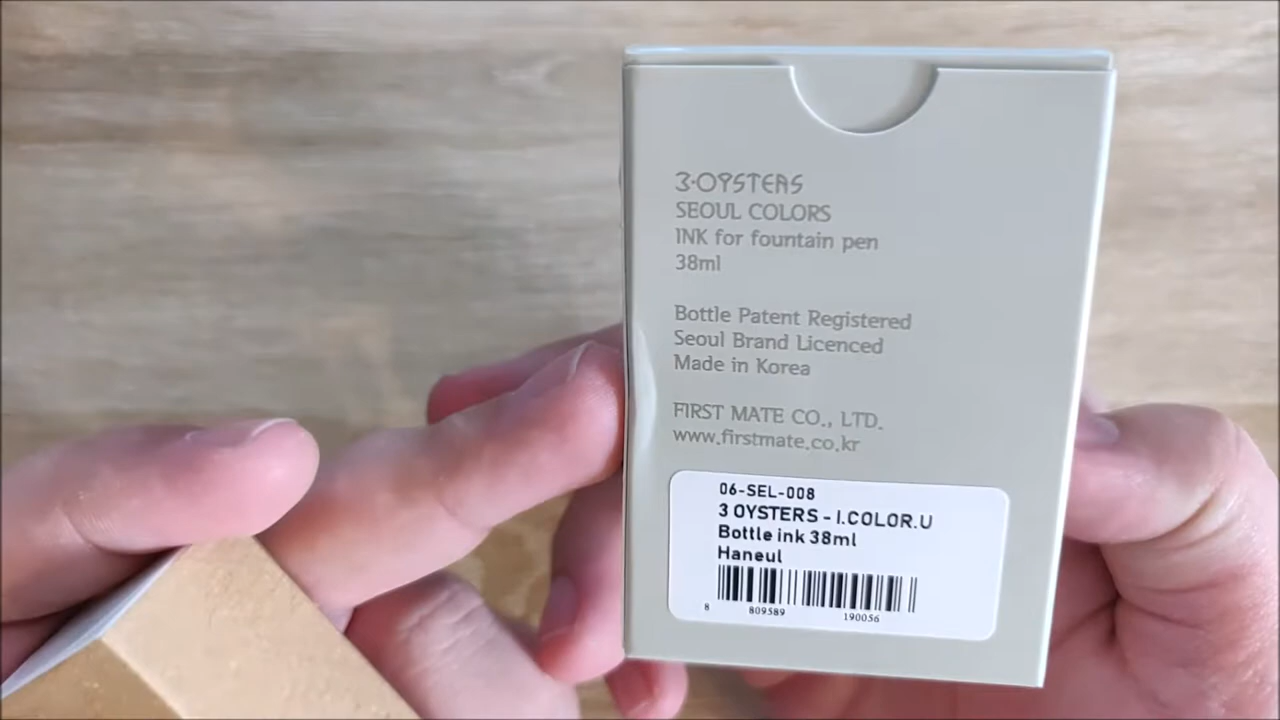 3·OYSTERS
SEOUL COLORS
INK for fountain pen
38ml
Bottle Patent Registered
Seoul Brand Licenced
Made in Korea
FIRST MATE CO., LTD.
www.firstmate.co.kr
06-SEL-008
3 OYSTERS - I.COLOR.U
Bottle ink 38ml
Haneul
8 809589 190056